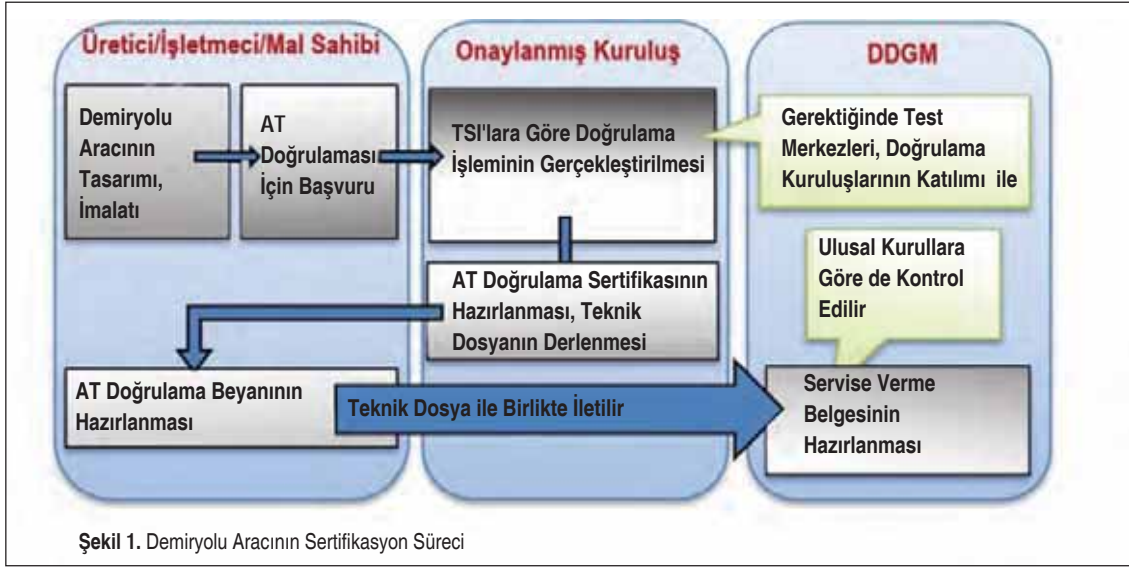 Üretici/İşletmeci/Mal Sahibi
Demiryolu
Aracının
Tasarımı,
İmalatı
AT
Doğrulaması
İçin Başvuru
Onaylanmış Kuruluş
TSI'lara Göre Doğrulama
İşleminin Gerçekleştirilmesi
DDGM
Gerektiğinde Test
Merkezleri, Doğrulama
Kuruluşlarının Katılımı ile
Ulusal Kurullara
Göre de Kontrol
Edilir
AT Doğrulama Sertifikasının
Hazırlanması, Teknik
Dosyanın Derlenmesi
AT Doğrulama Beyanının
Hazırlanması
Teknik Dosya ile Birlikte İletilir
Servise Verme
Belgesinin
Hazırlanması
Şekil 1. Demiryolu Aracının Sertifikasyon Süreci